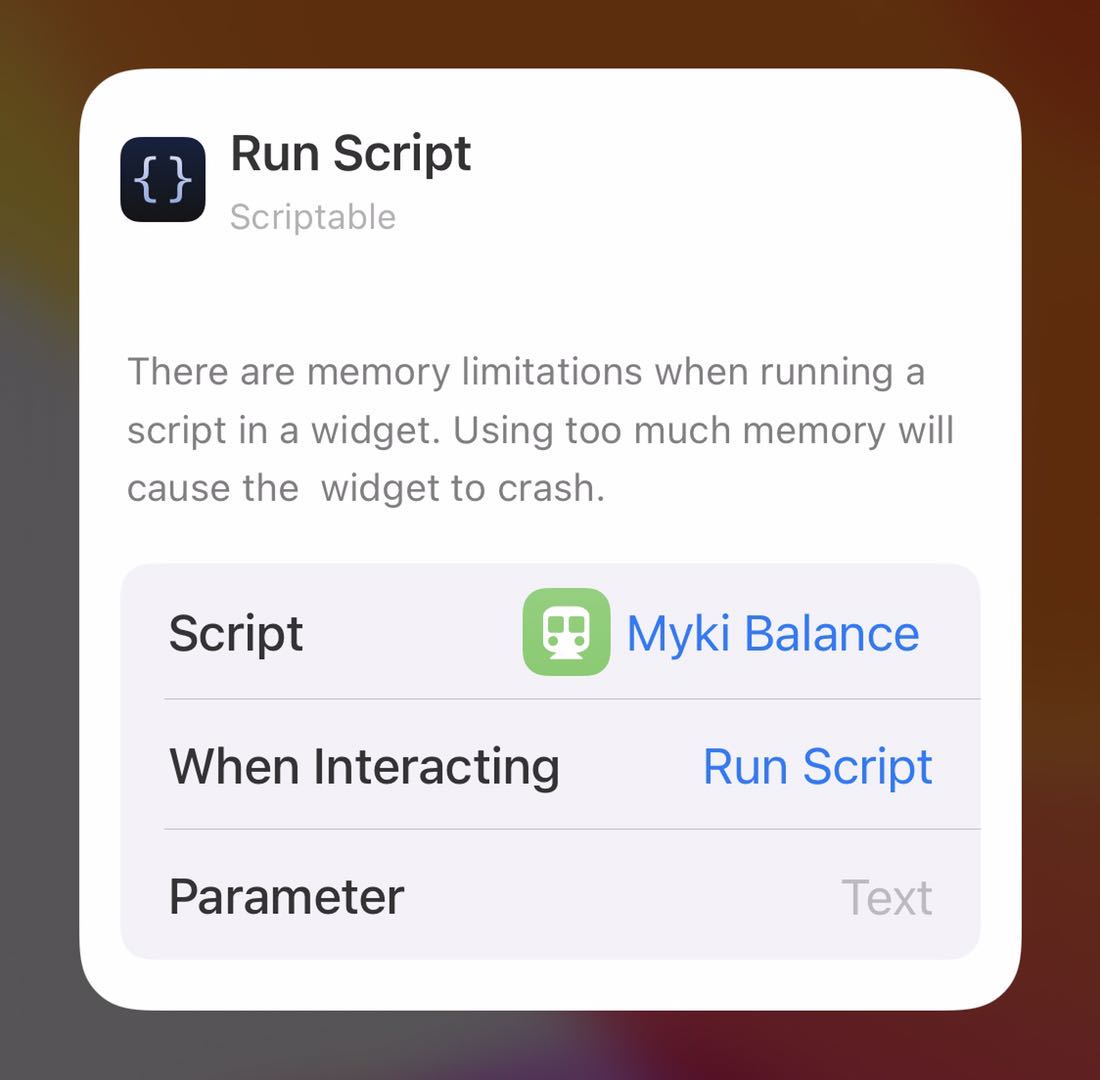 { }
Run Script
Scriptable
There are memory limitations when running a
script in a widget. Using too much memory will
cause the  widget to crash.
Script Myki Balance
When Interacting Run Script
Parameter Text